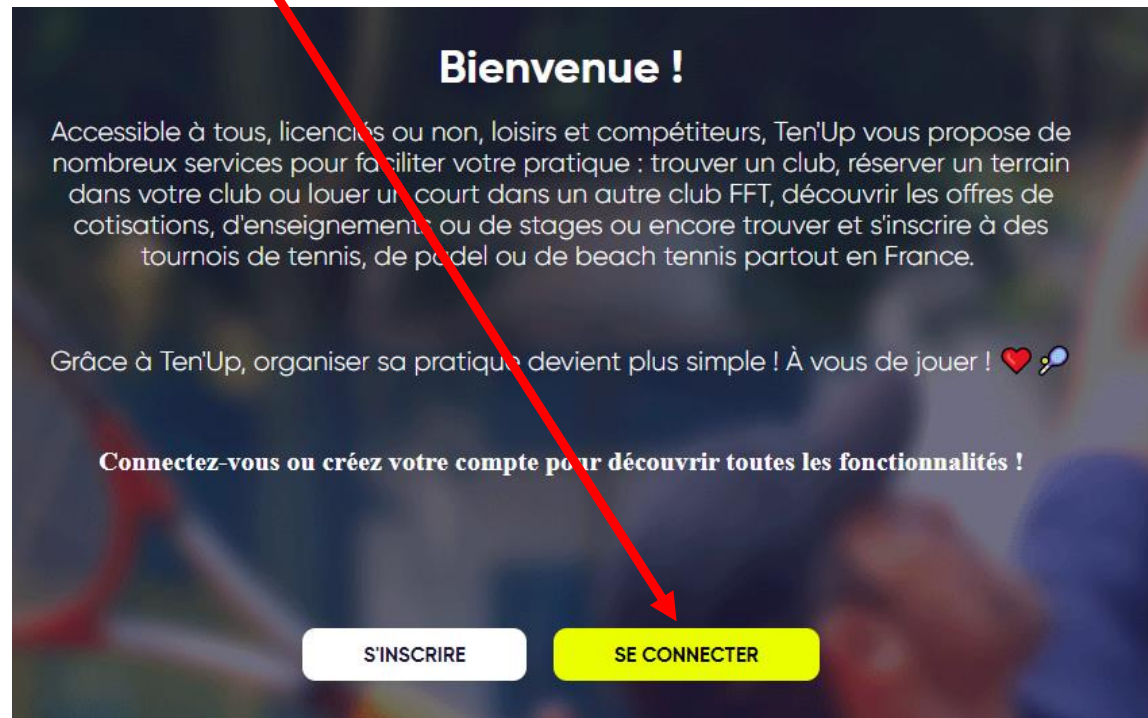 Bienvenue !
Accessible à tous, licenciés ou non, loisirs et compétiteurs, Ten'Up vous propose de
nombreux services pour faciliter votre pratique : trouver un club, réserver un terrain
dans votre club ou louer un court dans un autre club FFT, découvrir les offres de
cotisations, d'enseignements ou de stages ou encore trouver et s'inscrire à des
tournois de tennis, de padel ou de beach tennis partout en France.
Grâce à Ten'Up, organiser sa pratique devient plus simple ! À vous de jouer ! ❤️ 🎾
Connectez-vous ou créez votre compte pour découvrir toutes les fonctionnalités !
S'INSCRIRE
SE CONNECTER